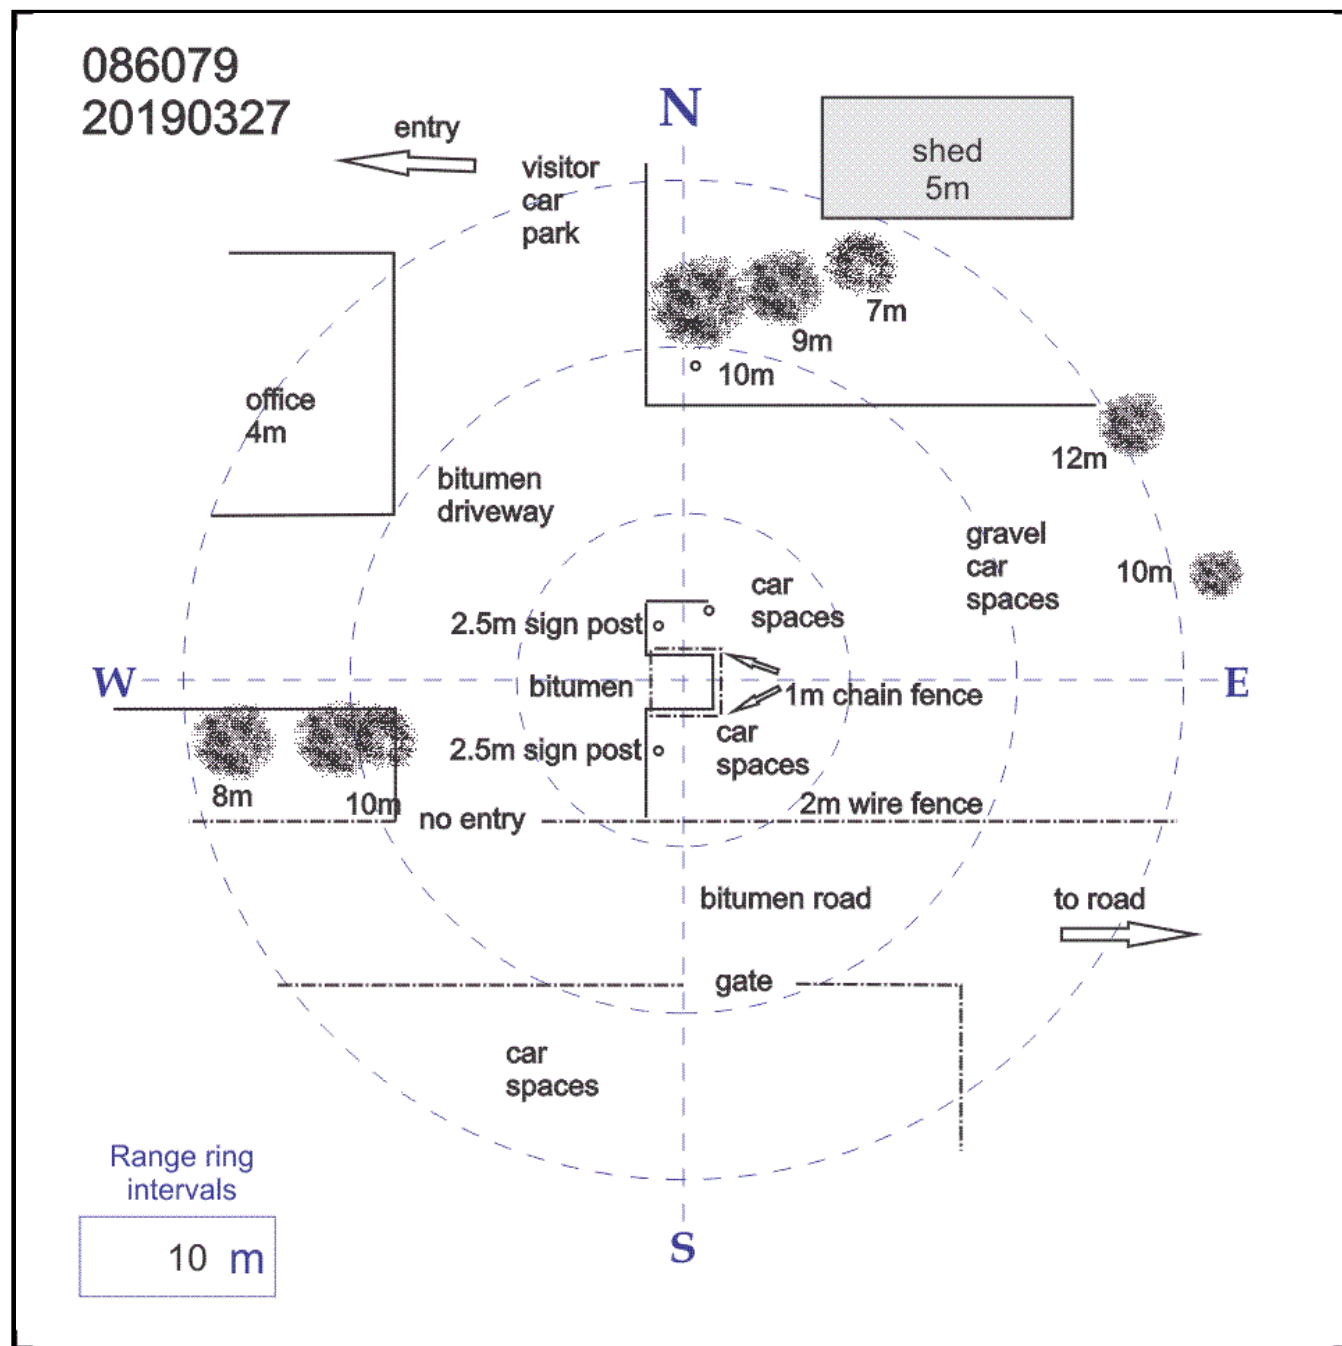 086079
20190327
N
entry
visitor
car
park
shed
5m
7m
9m
10m
office
4m
12m
bitumen
driveway
gravel
car
spaces
10m
car
spaces
2.5m sign post
W
bitumen
1m chain fence
E
2.5m sign post
car
spaces
8m
10m
no entry
2m wire fence
bitumen road
to road
gate
car
spaces
Range ring
intervals
10 m
S